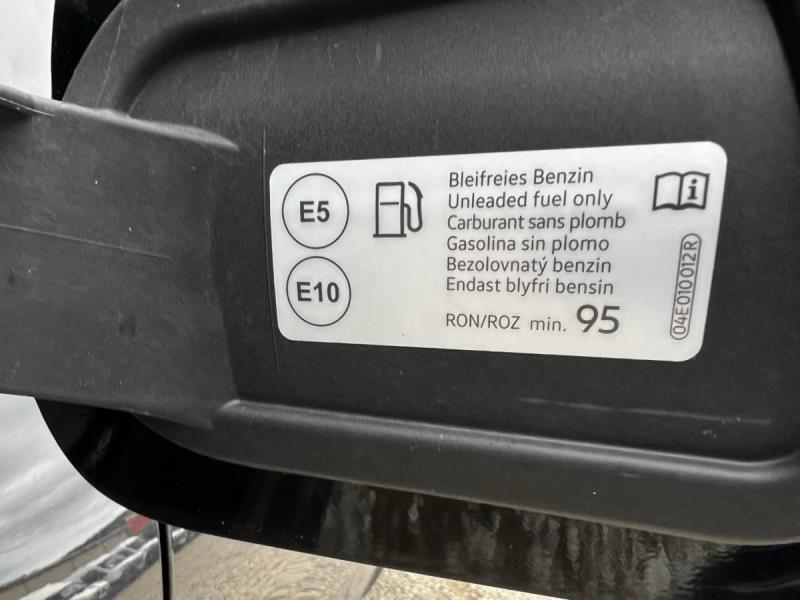 E5
E10
Bleifreies Benzin
Unleaded fuel only
Carburant sans plomb
Gasolina sin plomo
Bezolovnatý benzin
Endast blyfri bensin
RON/ROZ min. 95
i
04E010012R